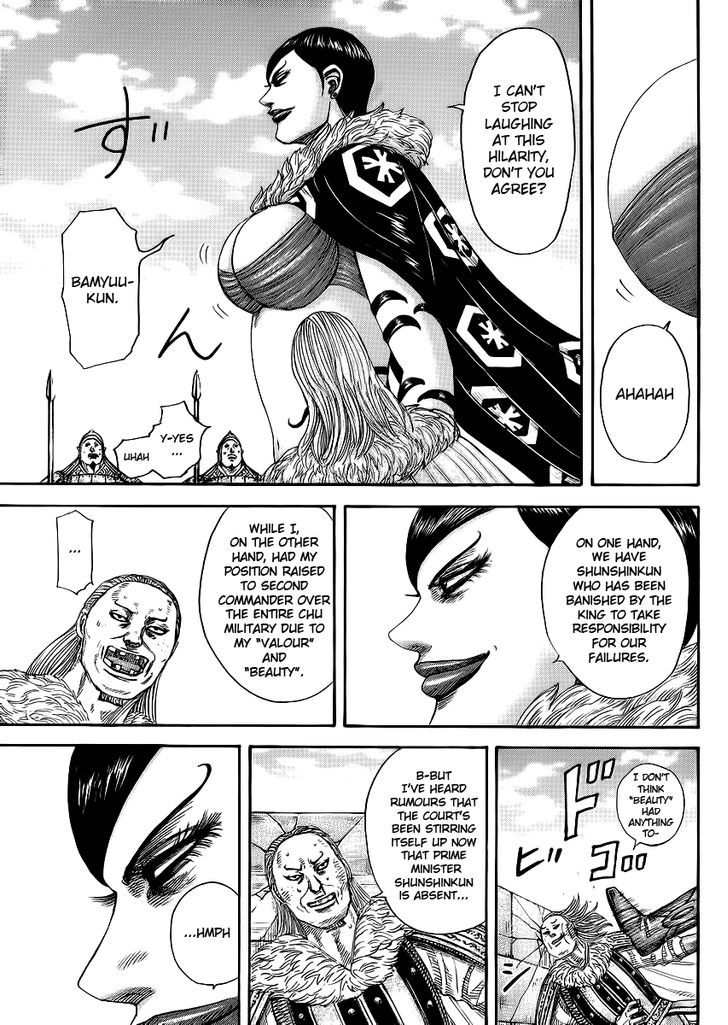 AHAHAH
I CAN'T
STOP
LAUGHING
AT THIS
HILARITY,
DON'T YOU
AGREE?
ずん
BAMYUU-
KUN.
Y-YES
...
UHAH
ON ONE HAND,
WE HAVE
SHUNSHINKUN
WHO HAS BEEN
BANISHED BY THE
KING TO TAKE
RESPONSIBILITY
FOR OUR
FAILURES.
WHILE I,
ON THE OTHER
HAND, HAD MY
POSITION RAISED
TO SECOND
COMMANDER OVER
THE ENTIRE CHU
MILITARY DUE TO
MY "VALOUR"
AND
"BEAUTY".
...
I DON'T
THINK
"BEAUTY"
HAD
ANYTHING
TO-
ドゴ
ビ
B-BUT
I'VE HEARD
RUMOURS THAT
THE COURT'S
BEEN STIRRING
ITSELF UP NOW
THAT PRIME
MINISTER
SHUNSHINKUN
IS ABSENT...
...HMPH